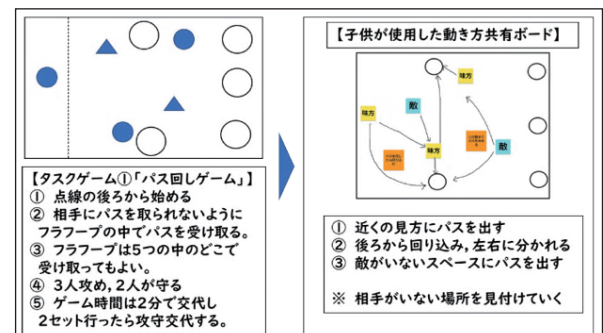 【タスクゲーム①「パス回しゲーム」】
① 点線の後ろから始める
② 相手にパスを取られないように
フラフープの中でパスを受け取る。
③ フラフープは5つの中のどこで
受け取ってもよい。
④ 3人攻め，2人が守る
⑤ ゲーム時間は2分で交代し
2セット行ったら攻守交代する。
【子供が使用した動き方共有ボード】
味方
敵
味方
味方
敵
① 近くの見方にパスを出す
② 後ろから回り込み，左右に分かれる
③ 敵がいないスペースにパスを出す
※ 相手がいない場所を見付けていく